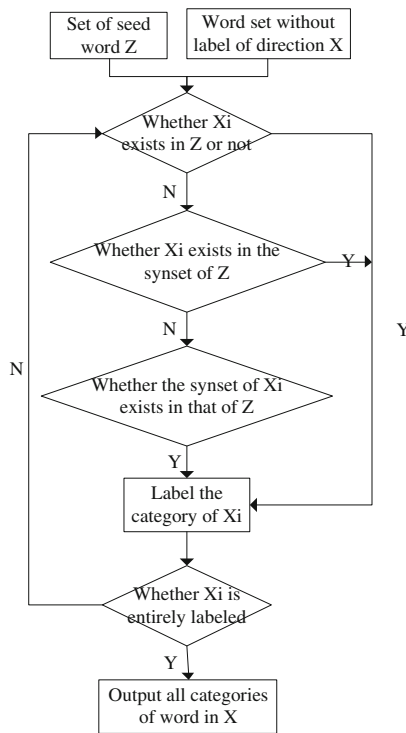 Set of seed
word Z
Word set without
label of direction X
Whether Xi
exists in Z or not
N
Whether Xi exists in the
synset of Z
Y
N
Y
N
Whether the synset of Xi
exists in that of Z
Y
Label the
category of Xi
Whether Xi is
entirely labeled
Y
Output all categories
of word in X